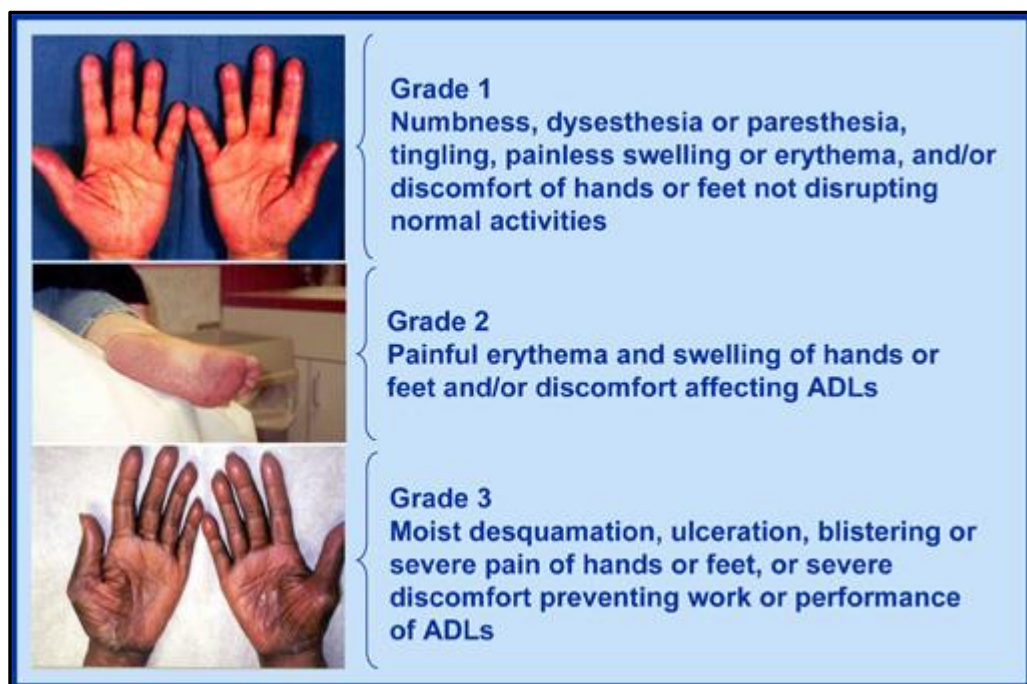 Grade 1
Numbness, dysesthesia or paresthesia,
tingling, painless swelling or erythema, and/or
discomfort of hands or feet not disrupting
normal activities
Grade 2
Painful erythema and swelling of hands or
feet and/or discomfort affecting ADLs
Grade 3
Moist desquamation, ulceration, blistering or
severe pain of hands or feet, or severe
discomfort preventing work or performance
of ADLs